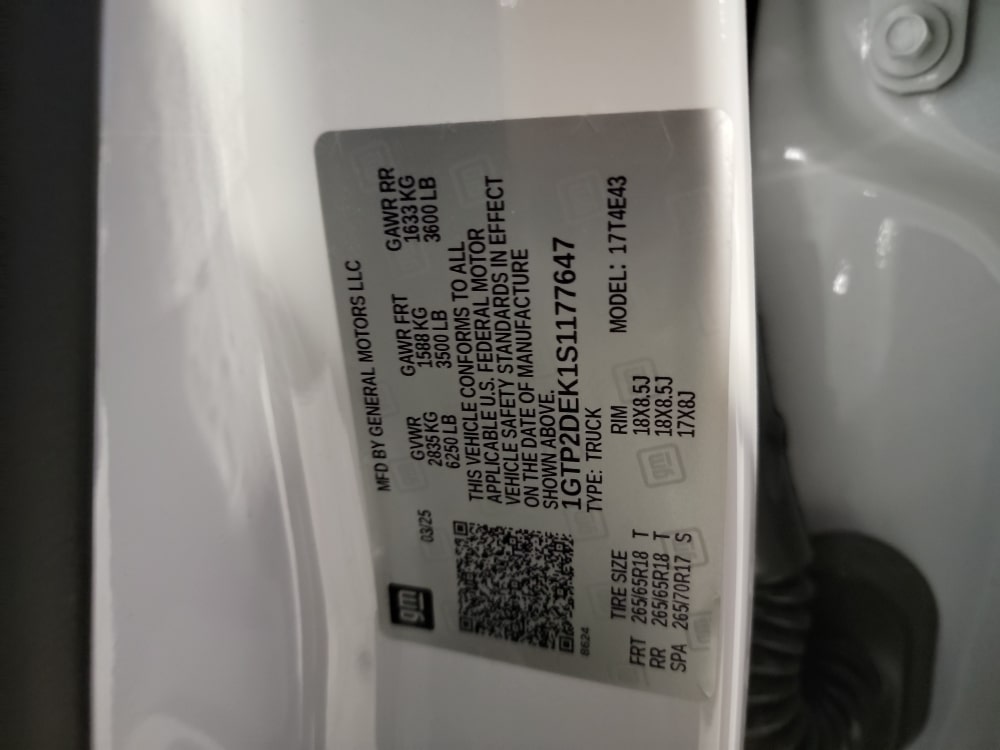 MFD BY GENERAL MOTORS LLC
gm
03/25
GVWR GAWR FRT GAWR RR
2835 KG 1588 KG 1633 KG
6250 LB 3500 LB 3600 LB
THIS VEHICLE CONFORMS TO ALL
APPLICABLE U.S. FEDERAL MOTOR
VEHICLE SAFETY STANDARDS IN EFFECT
ON THE DATE OF MANUFACTURE
SHOWN ABOVE.
1GTP2DEK1S1177647
8624
TYPE: TRUCK MODEL: 17T4E43
TIRE SIZE RIM
FRT 265/65R18 T 18X8.5J
RR 265/65R18 T 18X8.5J
SPA 265/70R17 S 17X8J